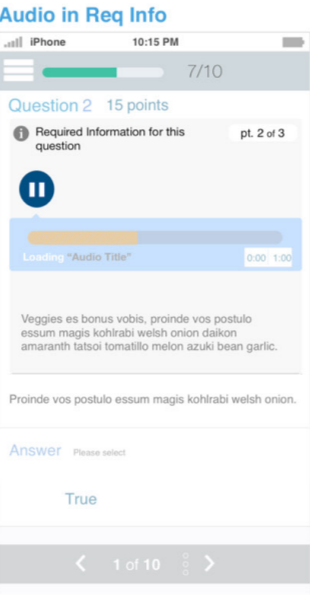 Audio in Req Info
iPhone 10:15 PM
7/10
Question 2 15 points
Required Information for this question
pt. 2 of 3
Loading "Audio Title" 0:00 1:00
Veggies es bonus vobis, proinde vos postulo
essum magis kohlrabi welsh onion daikon
amaranth tatsoi tomatillo melon azuki bean garlic.
Proinde vos postulo essum magis kohlrabi welsh onion.
Answer Please select
True
1 of 10